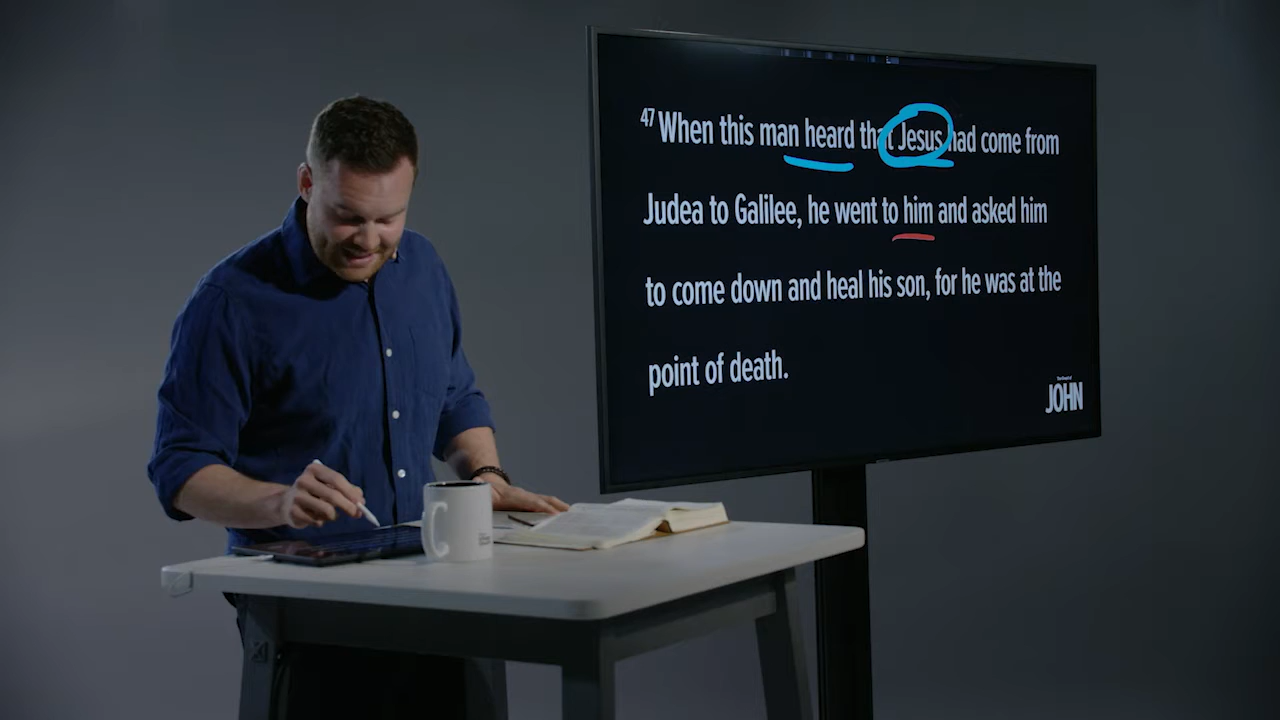 47 When this man heard that Jesus had come from
Judea to Galilee, he went to him and asked him
to come down and heal his son, for he was at the
point of death.
JOHN